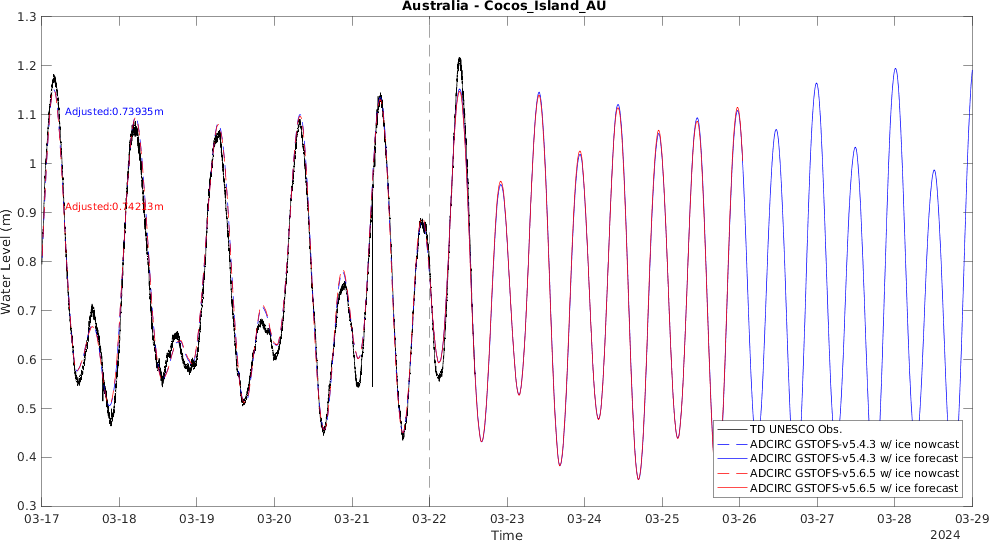 Australia - Cocos_Island_AU
1.3
1.2
1.1
1
0.9
0.8
0.7
0.6
0.5
0.4
0.3
Water Level (m)
Adjusted:0.73935m
Adjusted:0.74273m
TD UNESCO Obs.
ADCIRC GSTOFS-v5.4.3 w/ ice nowcast
ADCIRC GSTOFS-v5.4.3 w/ ice forecast
ADCIRC GSTOFS-v5.6.5 w/ ice nowcast
ADCIRC GSTOFS-v5.6.5 w/ ice forecast
03-17 03-18 03-19 03-20 03-21 03-22 03-23 03-24 03-25 03-26 03-27 03-28 03-29
Time
2024